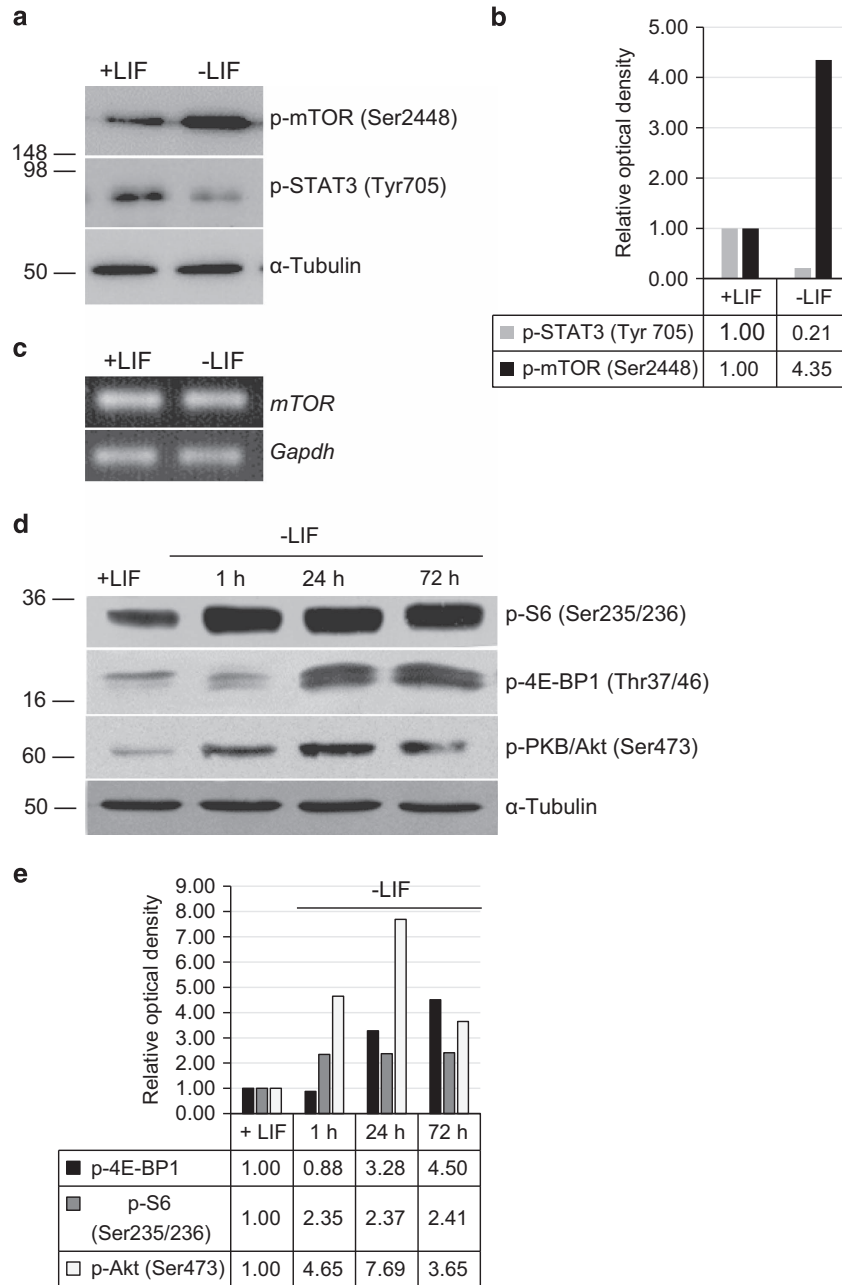 a
+LIF -LIF
p-mTOR (Ser2448)
148
98
p-STAT3 (Tyr705)
50
α-Tubulin
b
5.00
4.00
3.00
2.00
1.00
0.00
Relative optical density
+LIF -LIF
p-STAT3 (Tyr 705) 1.00 0.21
p-mTOR (Ser2448) 1.00 4.35
c
+LIF -LIF
mTOR
Gapdh
d
-LIF
+LIF 1 h 24 h 72 h
36
p-S6 (Ser235/236)
p-4E-BP1 (Thr37/46)
16
p-PKB/Akt (Ser473)
60
50
α-Tubulin
e
9.00
8.00
7.00
6.00
5.00
4.00
3.00
2.00
1.00
0.00
Relative optical density
-LIF
+ LIF 1 h 24 h 72 h
p-4E-BP1 1.00 0.88 3.28 4.50
p-S6
(Ser235/236) 1.00 2.35 2.37 2.41
p-Akt (Ser473) 1.00 4.65 7.69 3.65